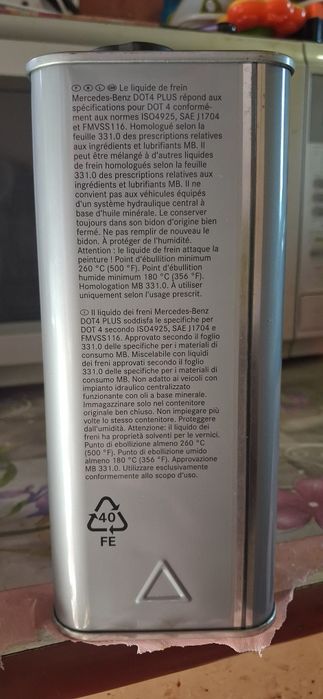 F B L CH Le liquide de frein
Mercedes-Benz DOT4 PLUS répond aux
spécifications pour DOT 4 conformé-
ment aux normes ISO4925, SAE J1704
et FMVSS116. Homologué selon la
feuille 331.0 des prescriptions relatives
aux ingrédients et lubrifiants MB. Il
peut être mélangé à d'autres liquides
de frein homologués selon la feuille
331.0 des prescriptions relatives aux
ingrédients et lubrifiants MB. Il ne
convient pas aux véhicules équipés
d'un système hydraulique central à
base d'huile minérale. Le conserver
toujours dans son bidon d'origine bien
fermé. Ne pas remplir de nouveau le
bidon. À protéger de l'humidité.
Attention : le liquide de frein attaque la
peinture ! Point d'ébullition minimum
260 °C (500 °F). Point d'ébullition
humide minimum 180 °C (356 °F).
Homologation MB 331.0. À utiliser
uniquement selon l'usage prescrit.
I Il liquido dei freni Mercedes-Benz
DOT4 PLUS soddisfa le specifiche per
DOT 4 secondo ISO4925, SAE J1704 e
FMVSS116. Approvato secondo il foglio
331.0 delle specifiche per i materiali di
consumo MB. Miscelabile con liquidi
dei freni approvati secondo il foglio
331.0 delle specifiche per i materiali di
consumo MB. Non adatto ai veicoli con
impianto idraulico centralizzato
funzionante con oli a base minerale.
Immagazzinare solo nel contenitore
originale ben chiuso. Non impiegare più
volte lo stesso contenitore. Proteggere
dall'umidità. Attenzione: il liquido dei
freni ha proprietà solventi per le vernici.
Punto di ebollizione almeno 260 °C
(500 °F). Punto di ebollizione umido
almeno 180 °C (356 °F). Approvazione
MB 331.0. Utilizzare esclusivamente
conformemente allo scopo d'uso.
40
FE